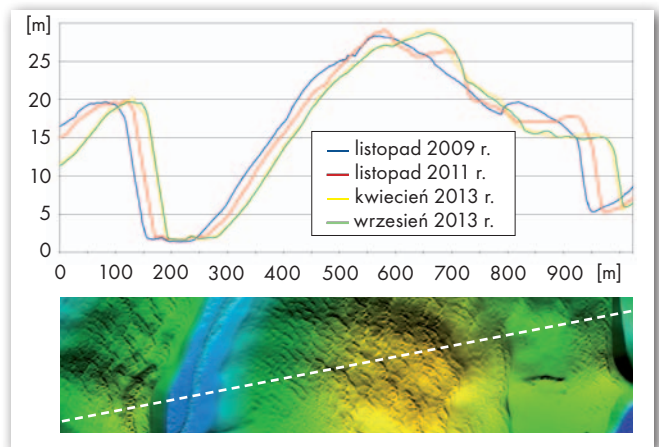 [m]
25
20
15
10
5
0
listopad 2009 r.
listopad 2011 r.
kwiecień 2013 r.
wrzesień 2013 r.
0 100 200 300 400 500 600 700 800 900 [m]